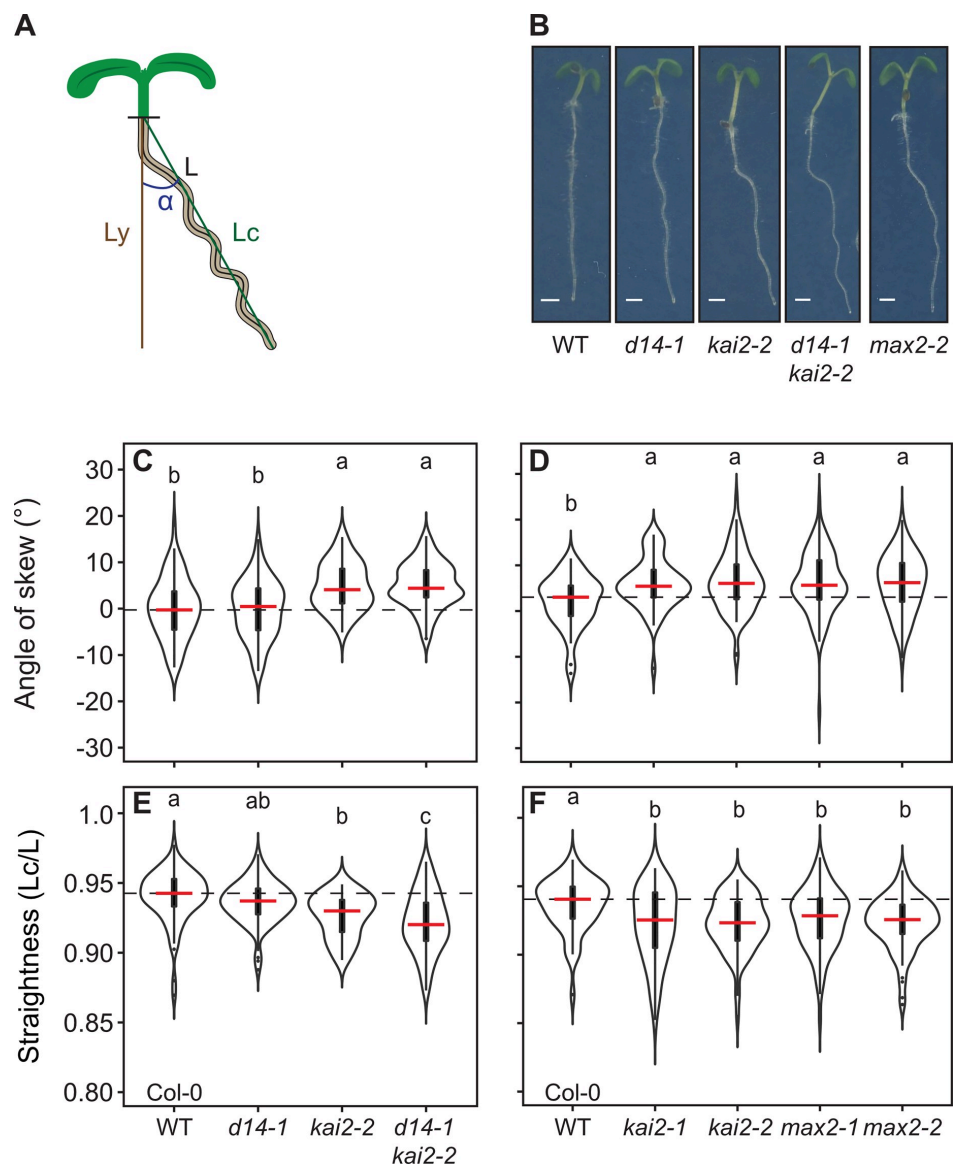 A
B
L
α
Ly
Lc
WT
d14-1
kai2-2
d14-1
kai2-2
max2-2
Angle of skew (°)
30
20
10
0
-10
-20
-30
C
b
b
a
a
D
b
a
a
a
a
Straightness (Lc/L)
1.0
0.95
0.90
0.85
0.80
E
a
ab
b
c
Col-0
WT
d14-1
kai2-2
d14-1
kai2-2
F
a
b
b
b
b
Col-0
WT
kai2-1
kai2-2
max2-1
max2-2